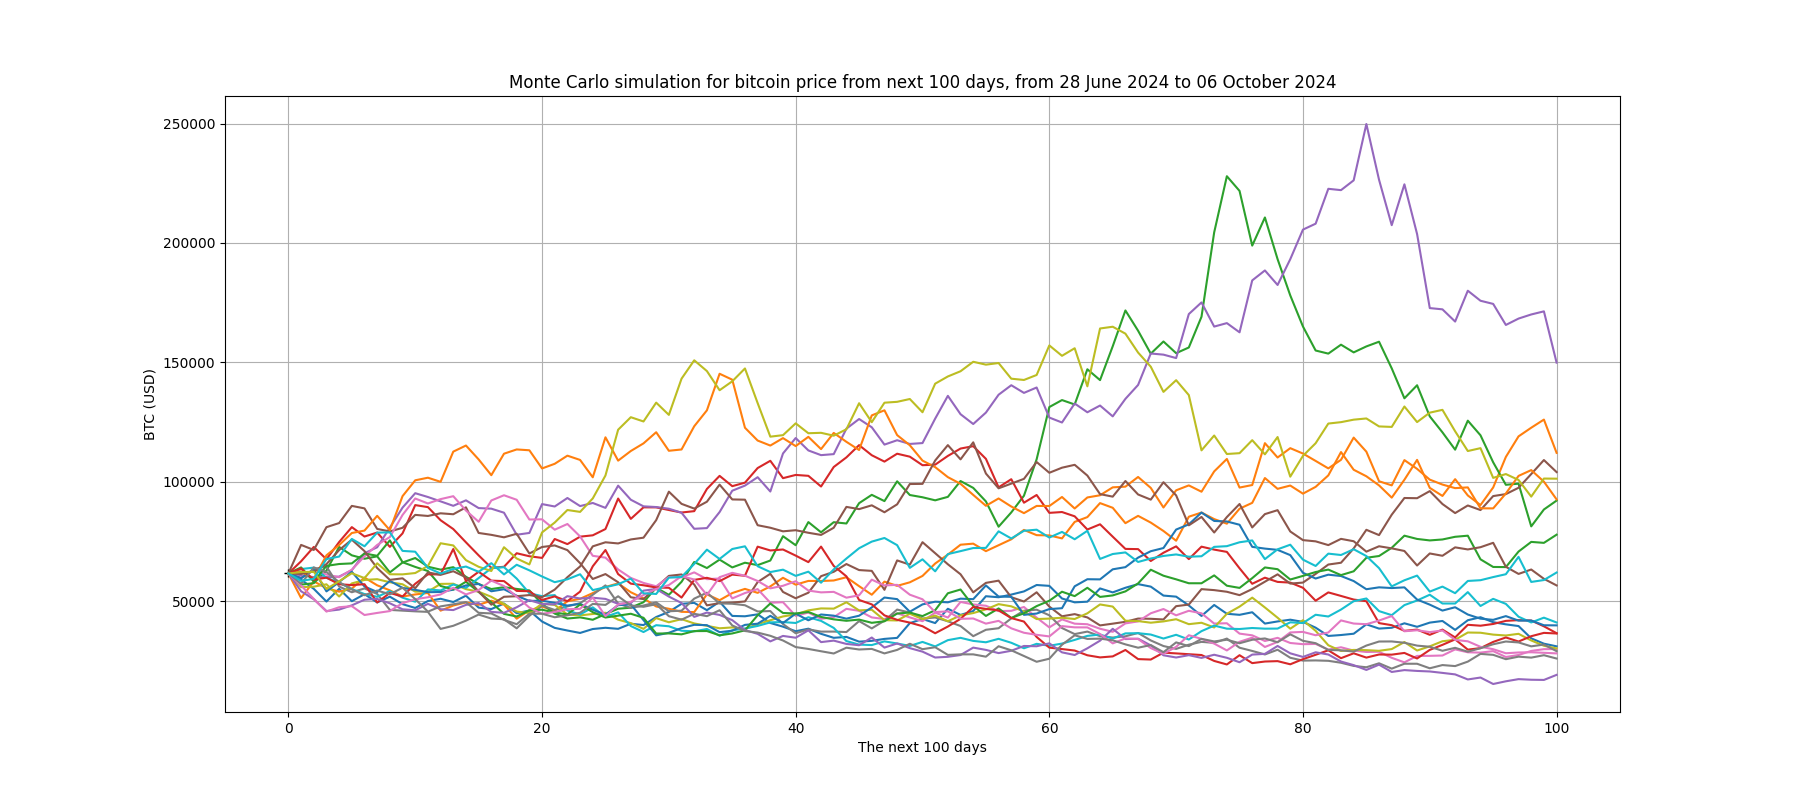 Monte Carlo simulation for bitcoin price from next 100 days, from 28 June 2024 to 06 October 2024
250000
200000
150000
100000
50000
BTC (USD)
0 20 40 60 80 100
The next 100 days